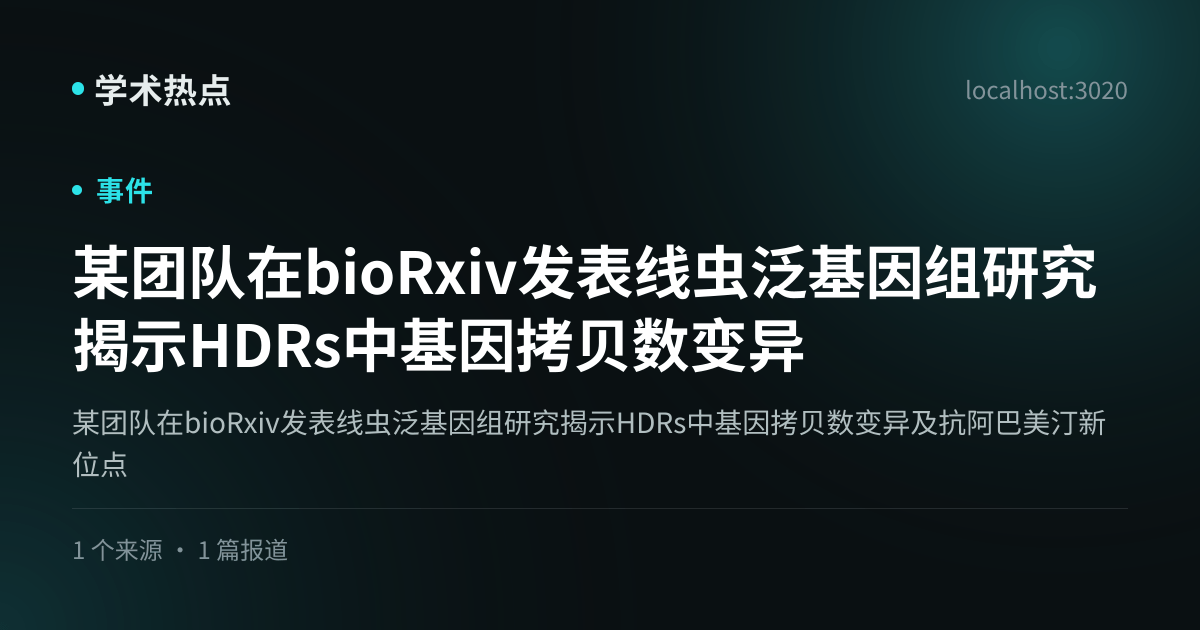 学术热点
localhost:3020
事件
某团队在bioRxiv发表线虫泛基因组研究
揭示HDRs中基因拷贝数变异
某团队在bioRxiv发表线虫泛基因组研究揭示HDRs中基因拷贝数变异及抗阿巴美汀新
位点
1 个来源 · 1 篇报道